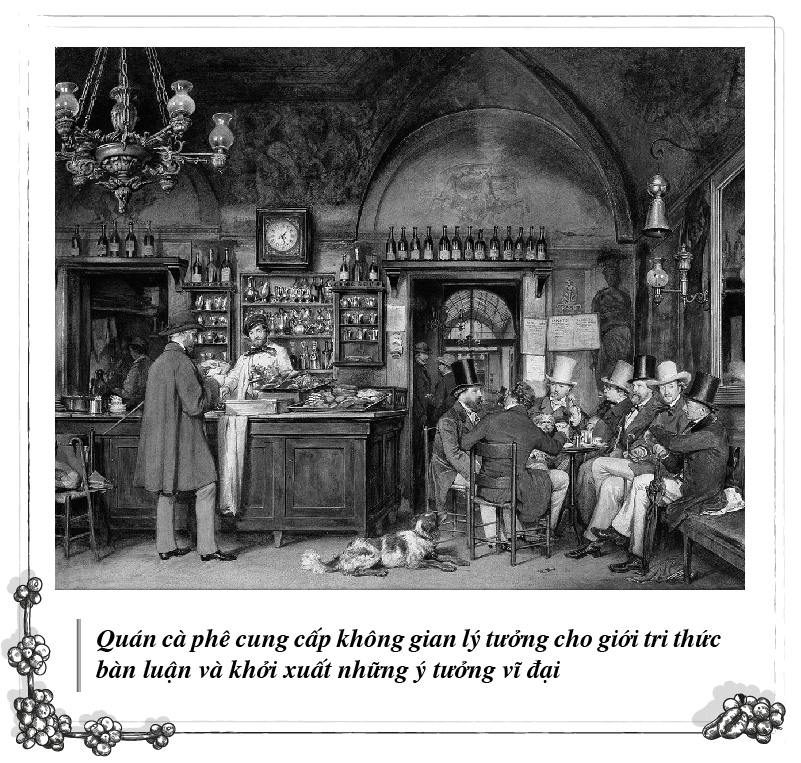 Quán cà phê cung cấp không gian lý tưởng cho giới tri thức
bàn luận và khởi xuất những ý tưởng vĩ đại